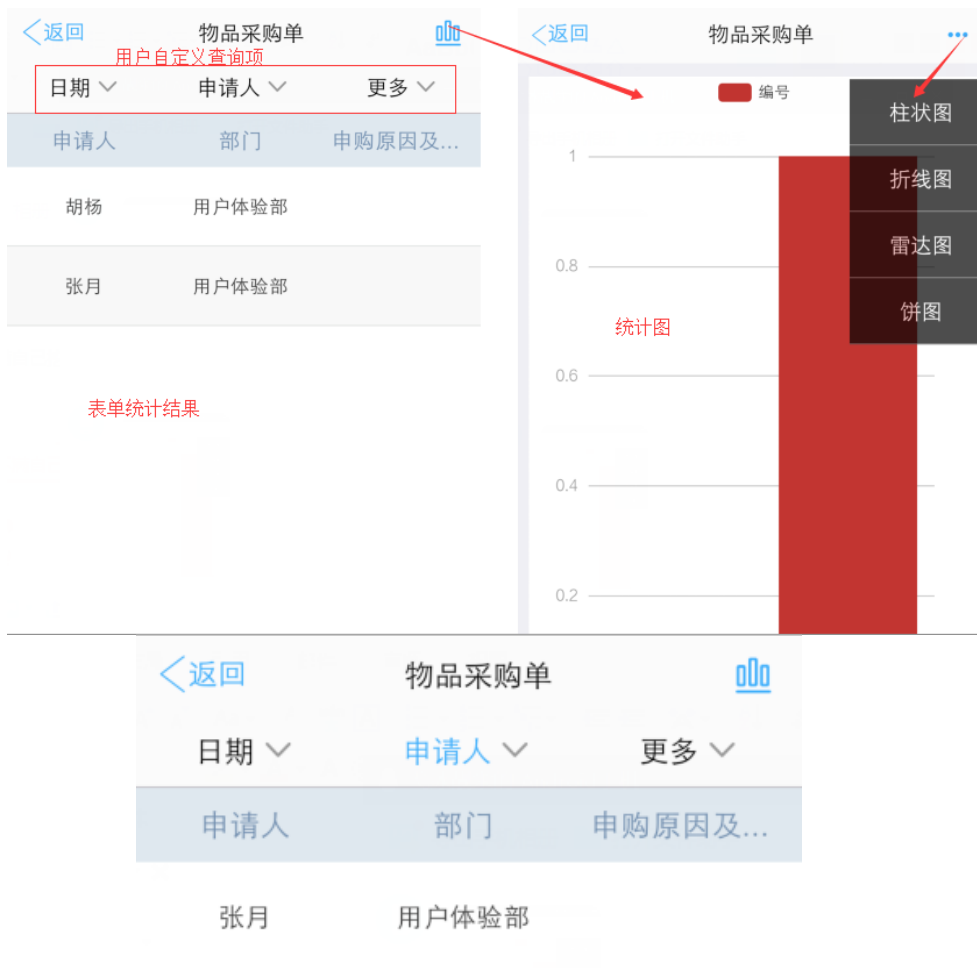 返回 物品采购单
用户自定义查询项
日期 申请人 更多
申请人 部门 申购原因及...
胡杨 用户体验部
张月 用户体验部
表单统计结果
返回 物品采购单
编号
柱状图
折线图
雷达图
饼图
1
0.8
0.6
0.4
0.2
统计图
返回 物品采购单
日期 申请人 更多
申请人 部门 申购原因及...
张月 用户体验部